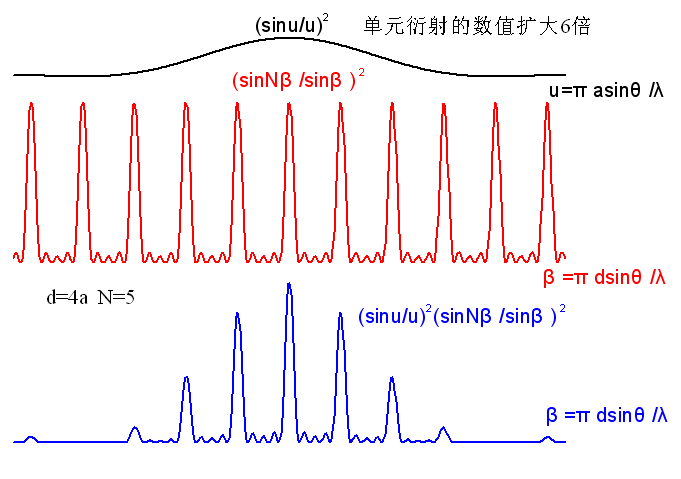 (sinu/u)² 单元衍射的数值扩大6倍
(sinNβ /sinβ )²
u=π asinθ /λ
β =π dsinθ /λ
d=4a N=5
(sinu/u)²(sinNβ /sinβ )²
β =π dsinθ /λ